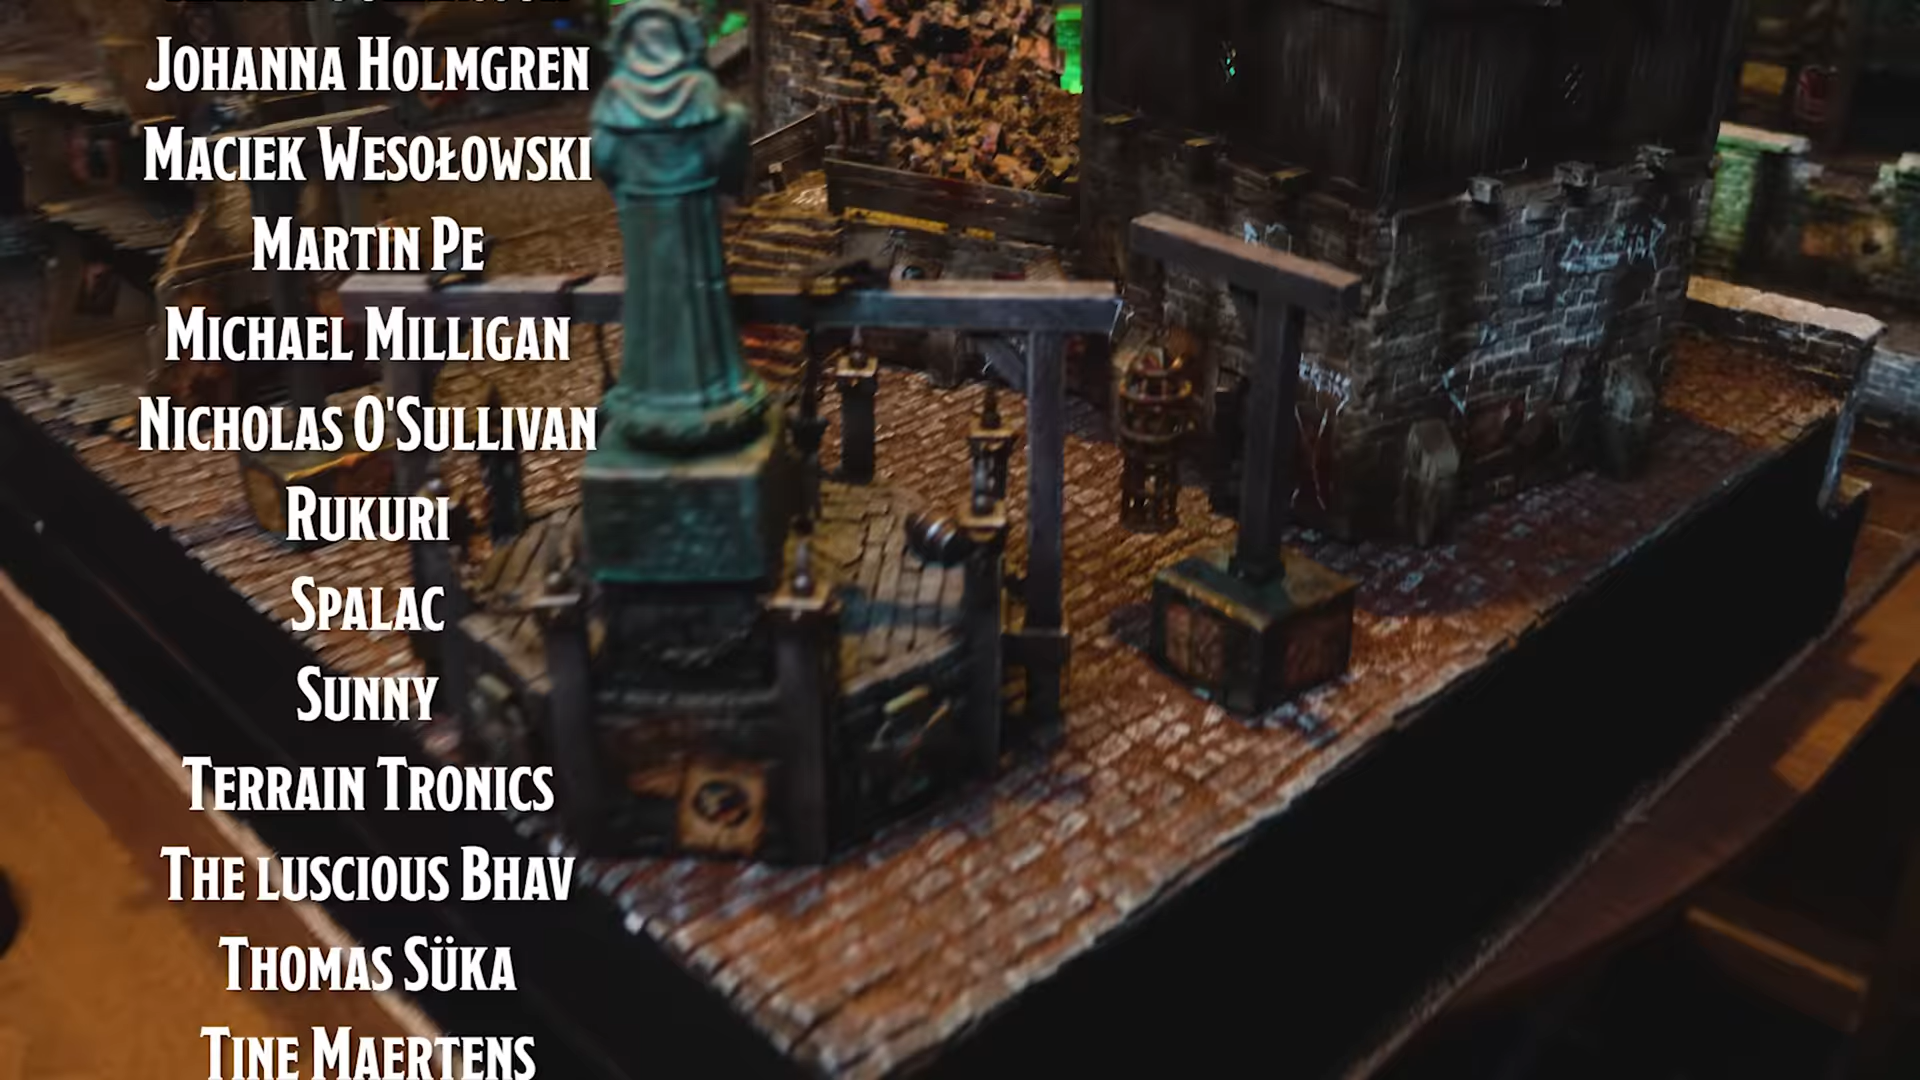 Johanna Holmgren
Maciek Wesołowski
Martin Pe
Michael Milligan
Nicholas O'Sullivan
Rukuri
Spalac
Sunny
Terrain Tronics
The luscious Bhav
Thomas Süka
Tine Maertens